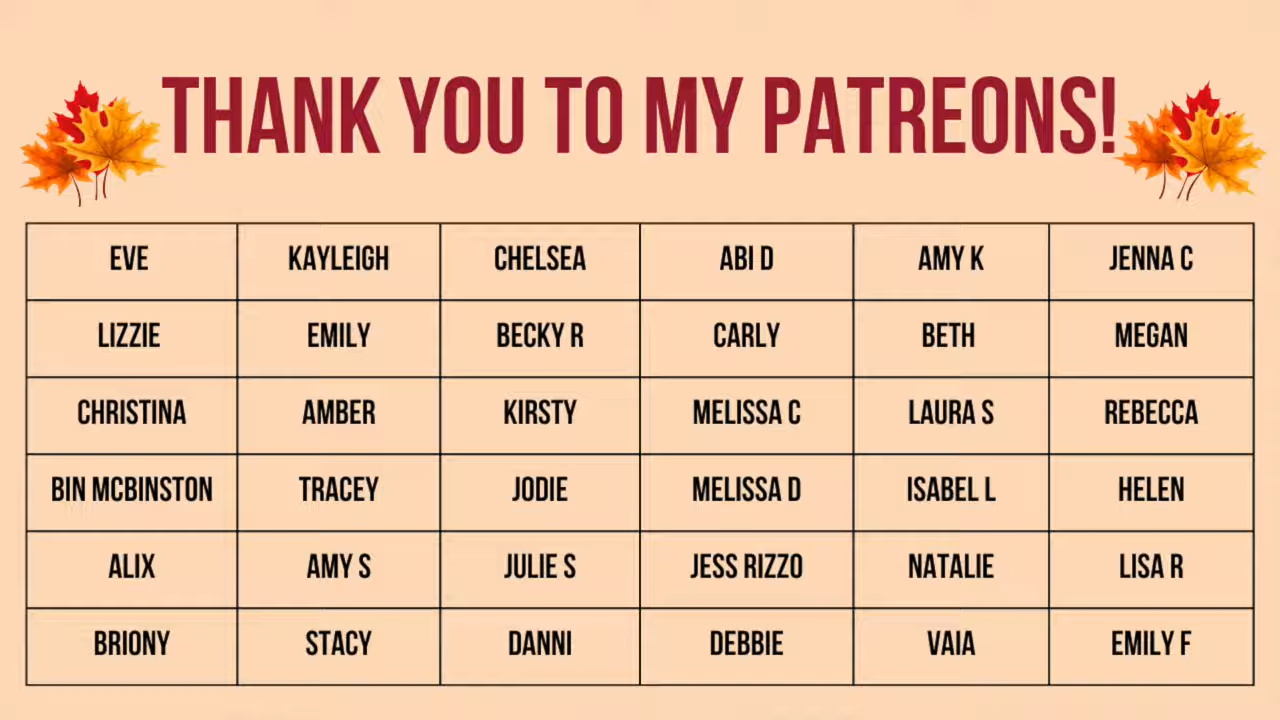 THANK YOU TO MY PATREONS!
EVE KAYLEIGH CHELSEA ABI D AMY K JENNA C
LIZZIE EMILY BECKY R CARLY BETH MEGAN
CHRISTINA AMBER KIRSTY MELISSA C LAURA S REBECCA
BIN MCBINSTON TRACEY JODIE MELISSA D ISABEL L HELEN
ALIX AMY S JULIE S JESS RIZZO NATALIE LISA R
BRIONY STACY DANNI DEBBIE VAIA EMILY F